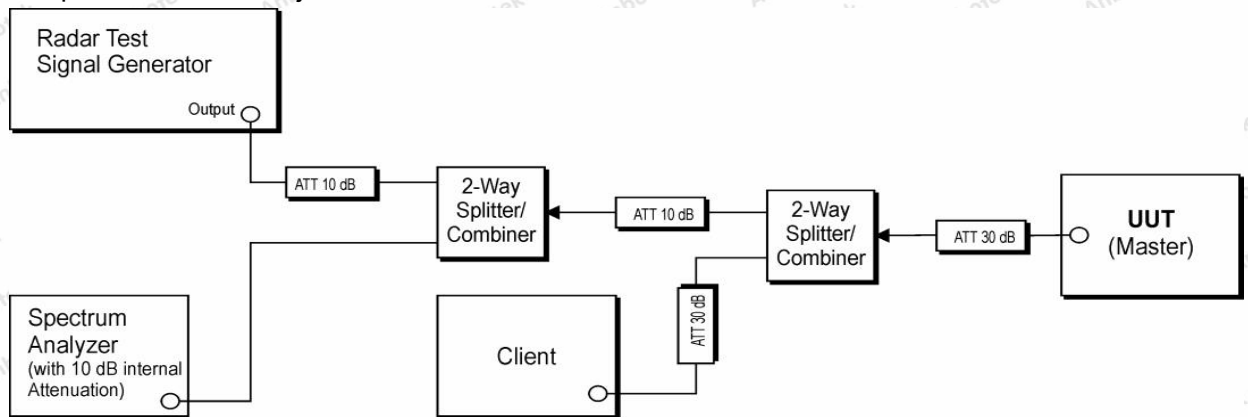 Radar Test
Signal Generator
Output
ATT 10 dB
2-Way
Splitter/
Combiner
ATT 10 dB
2-Way
Splitter/
Combiner
ATT 30 dB
UUT
(Master)
Spectrum
Analyzer
(with 10 dB internal
Attenuation)
Client
ATT 30 dB